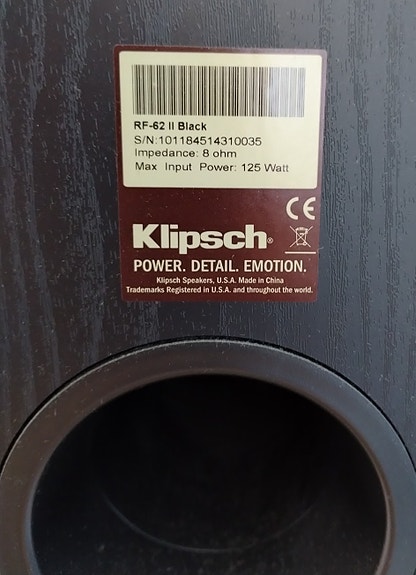 RF-62 II Black
S/N:101184514310035
Impedance: 8 ohm
Max Input Power: 125 Watt
CE
Klipsch®
POWER. DETAIL. EMOTION.
Klipsch Speakers, U.S.A. Made in China
Trademarks Registered in U.S.A. and throughout the world.